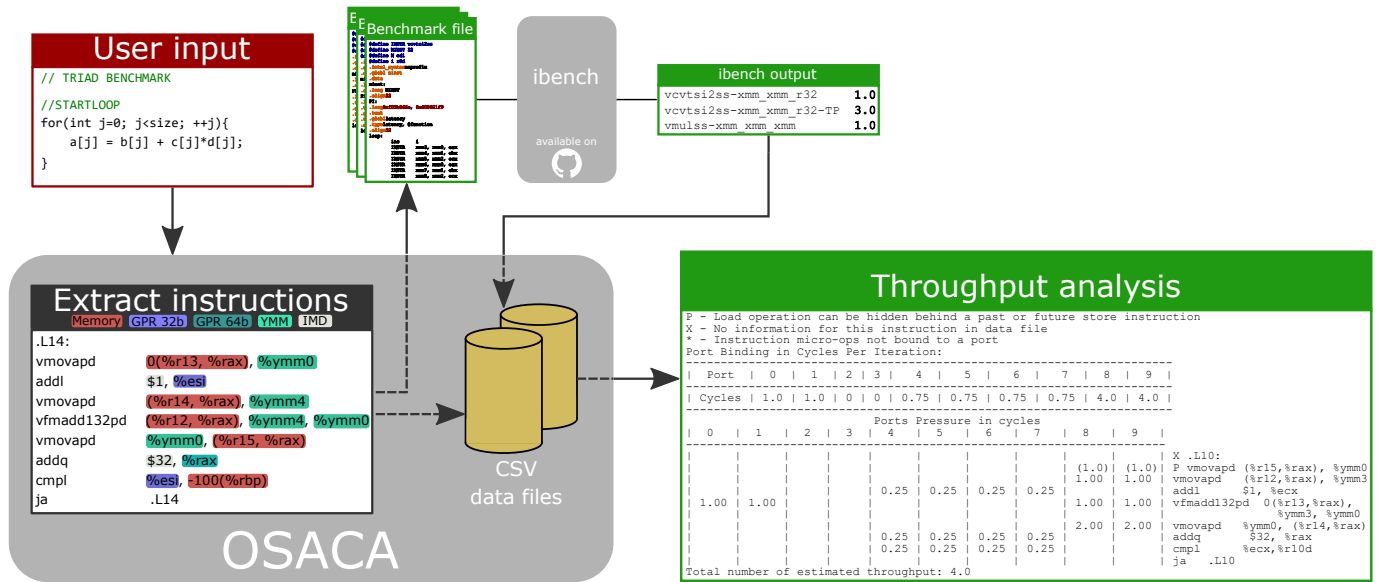 User input
// TRIAD BENCHMARK
//STARTLOOP
for(int j=0; j<size; ++j){
a[j] = b[j] + c[j]*d[j];
}
Benchmark file
ibench
available on
ibench output
vcvtsi2ss-xmm_xmm_r32 1.0
vcvtsi2ss-xmm_xmm_r32-TP 3.0
vmulss-xmm_xmm_xmm 1.0
Extract instructions
Memory GPR 32b GPR 64b YMM IMD
.L14:
vmovapd 0(%r13, %rax), %ymm0
addl $1, %esi
vmovapd (%r14, %rax), %ymm4
vfmadd132pd (%r12, %rax), %ymm4, %ymm0
vmovapd %ymm0, (%r15, %rax)
addq $32, %rax
cmpl %esi, -100(%rbp)
ja .L14
OSACA
CSV
data files
Throughput analysis
P - Load operation can be hidden behind a past or future store instruction
X - No information for this instruction in data file
* - Instruction micro-ops not bound to a port
Port Binding in Cycles Per Iteration:
| Port | 0 | 1 | 2 | 3 | 4 | 5 | 6 | 7 | 8 | 9 |
| Cycles | 1.0 | 1.0 | 0 | 0 | 0.75 | 0.75 | 0.75 | 0.75 | 4.0 | 4.0 |
Ports Pressure in cycles
| 0 | 1 | 2 | 3 | 4 | 5 | 6 | 7 | 8 | 9 |
| | | | | | | | | | | X .L10:
| | | | | | | | | (1.0) | (1.0) | P vmovapd (%r15,%rax), %ymm0
| | | | | | | | | 1.00 | 1.00 | vmovapd (%r12,%rax), %ymm3
| | | | | 0.25 | 0.25 | 0.25 | 0.25 | | | addl $1, %ecx
| 1.00 | 1.00 | | | | | | | 1.00 | 1.00 | vfmadd132pd 0(%r13,%rax),
%ymm3, %ymm0
| | | | | | | | | 2.00 | 2.00 | vmovapd %ymm0, (%r14,%rax)
| | | | | 0.25 | 0.25 | 0.25 | 0.25 | | | addq $32, %rax
| | | | | 0.25 | 0.25 | 0.25 | 0.25 | | | cmpl %ecx,%r10d
| | | | | | | | | | | ja .L10
Total number of estimated throughput: 4.0